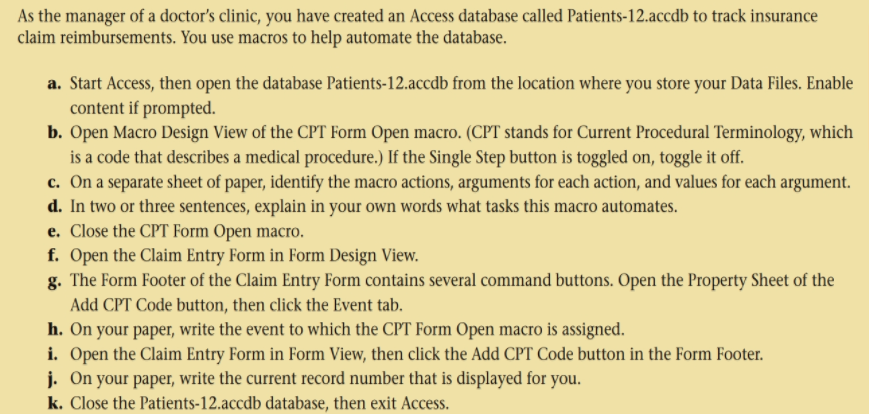 As the manager of a doctor's clinic, you have created an Access database called Patients-12.accdb to track insurance
claim reimbursements. You use macros to help automate the database.
a. Start Access, then open the database Patients-12.accdb from the location where you store your Data Files. Enable
content if prompted.
b. Open Macro Design View of the CPT Form Open macro. (CPT stands for Current Procedural Terminology, which
is a code that describes a medical procedure.) If the Single Step button is toggled on, toggle it off.
c. On a separate sheet of paper, identify the macro actions, arguments for each action, and values for each argument.
d. In two or three sentences, explain in your own words what tasks this macro automates.
e. Close the CPT Form Open macro.
f. Open the Claim Entry Form in Form Design View.
g. The Form Footer of the Claim Entry Form contains several command buttons. Open the Property Sheet of the
Add CPT Code button, then click the Event tab.
h. On your paper, write the event to which the CPT Form Open macro is assigned.
i. Open the Claim Entry Form in Form View, then click the Add CPT Code button in the Form Footer.
j. On your paper, write the current record number that is displayed for you.
k. Close the Patients-12.accdb database, then exit Access.